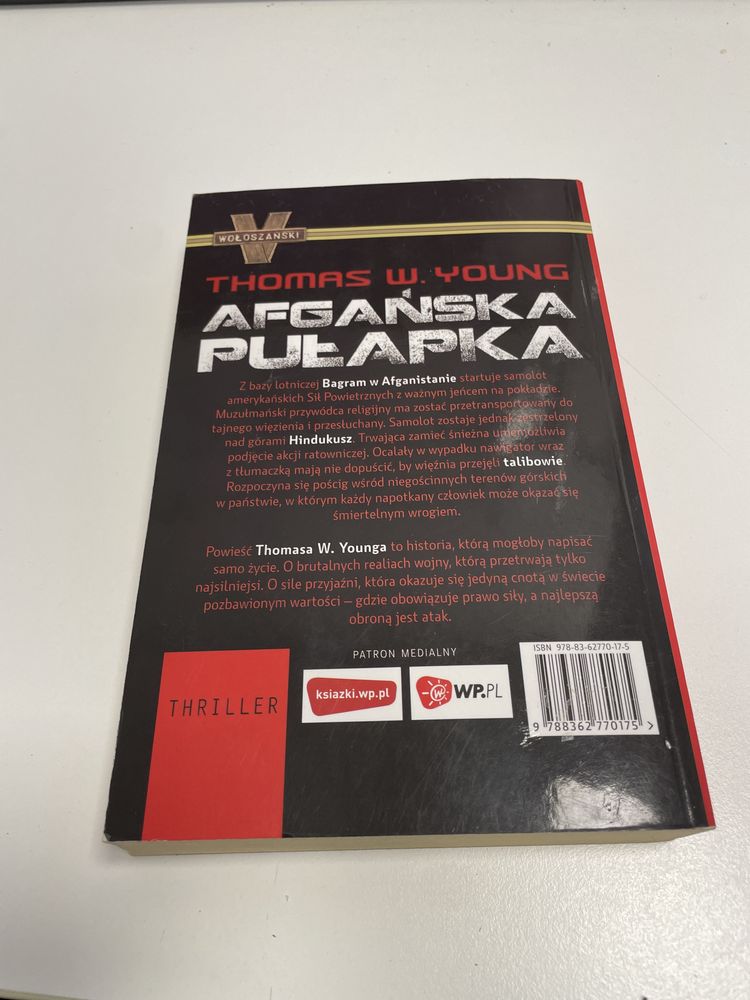 WOŁOSZAŃSKI
THOMAS W. YOUNG
AFGAŃSKA
PUŁAPKA
Z bazy lotniczej Bagram w Afganistanie startuje samolot
amerykańskich Sił Powietrznych z ważnym jeńcem na pokładzie.
Muzułmański przywódca religijny ma zostać przetransportowany do
tajnego więzienia i przesłuchany. Samolot zostaje jednak zestrzelony
nad górami Hindukusz. Trwająca zamieć śnieżna uniemożliwia
podjęcie akcji ratowniczej. Ocalały w wypadku nawigator wraz
z tłumaczką mają nie dopuścić, by więźnia przejęli talibowie.
Rozpoczyna się pościg wśród niegościnnych terenów górskich
w państwie, w którym każdy napotkany człowiek może okazać się
śmiertelnym wrogiem.
Powieść Thomasa W. Younga to historia, którą mogłoby napisać
samo życie. O brutalnych realiach wojny, którą przetrwają tylko
najsilniejsi. O sile przyjaźni, która okazuje się jedyną cnotą w świecie
pozbawionym wartości – gdzie obowiązuje prawo siły, a najlepszą
obroną jest atak.
PATRON MEDIALNY
THRILLER
ksiazki.wp.pl
W WP.PL
ISBN 978-83-62770-17-5
9 788362 770175 >